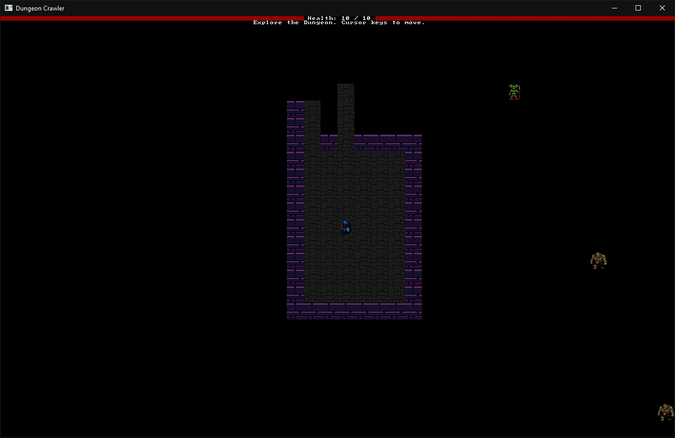 Dungeon Crawler
Health: 10 / 10
Explore the Dungeon. Cursor keys to move.